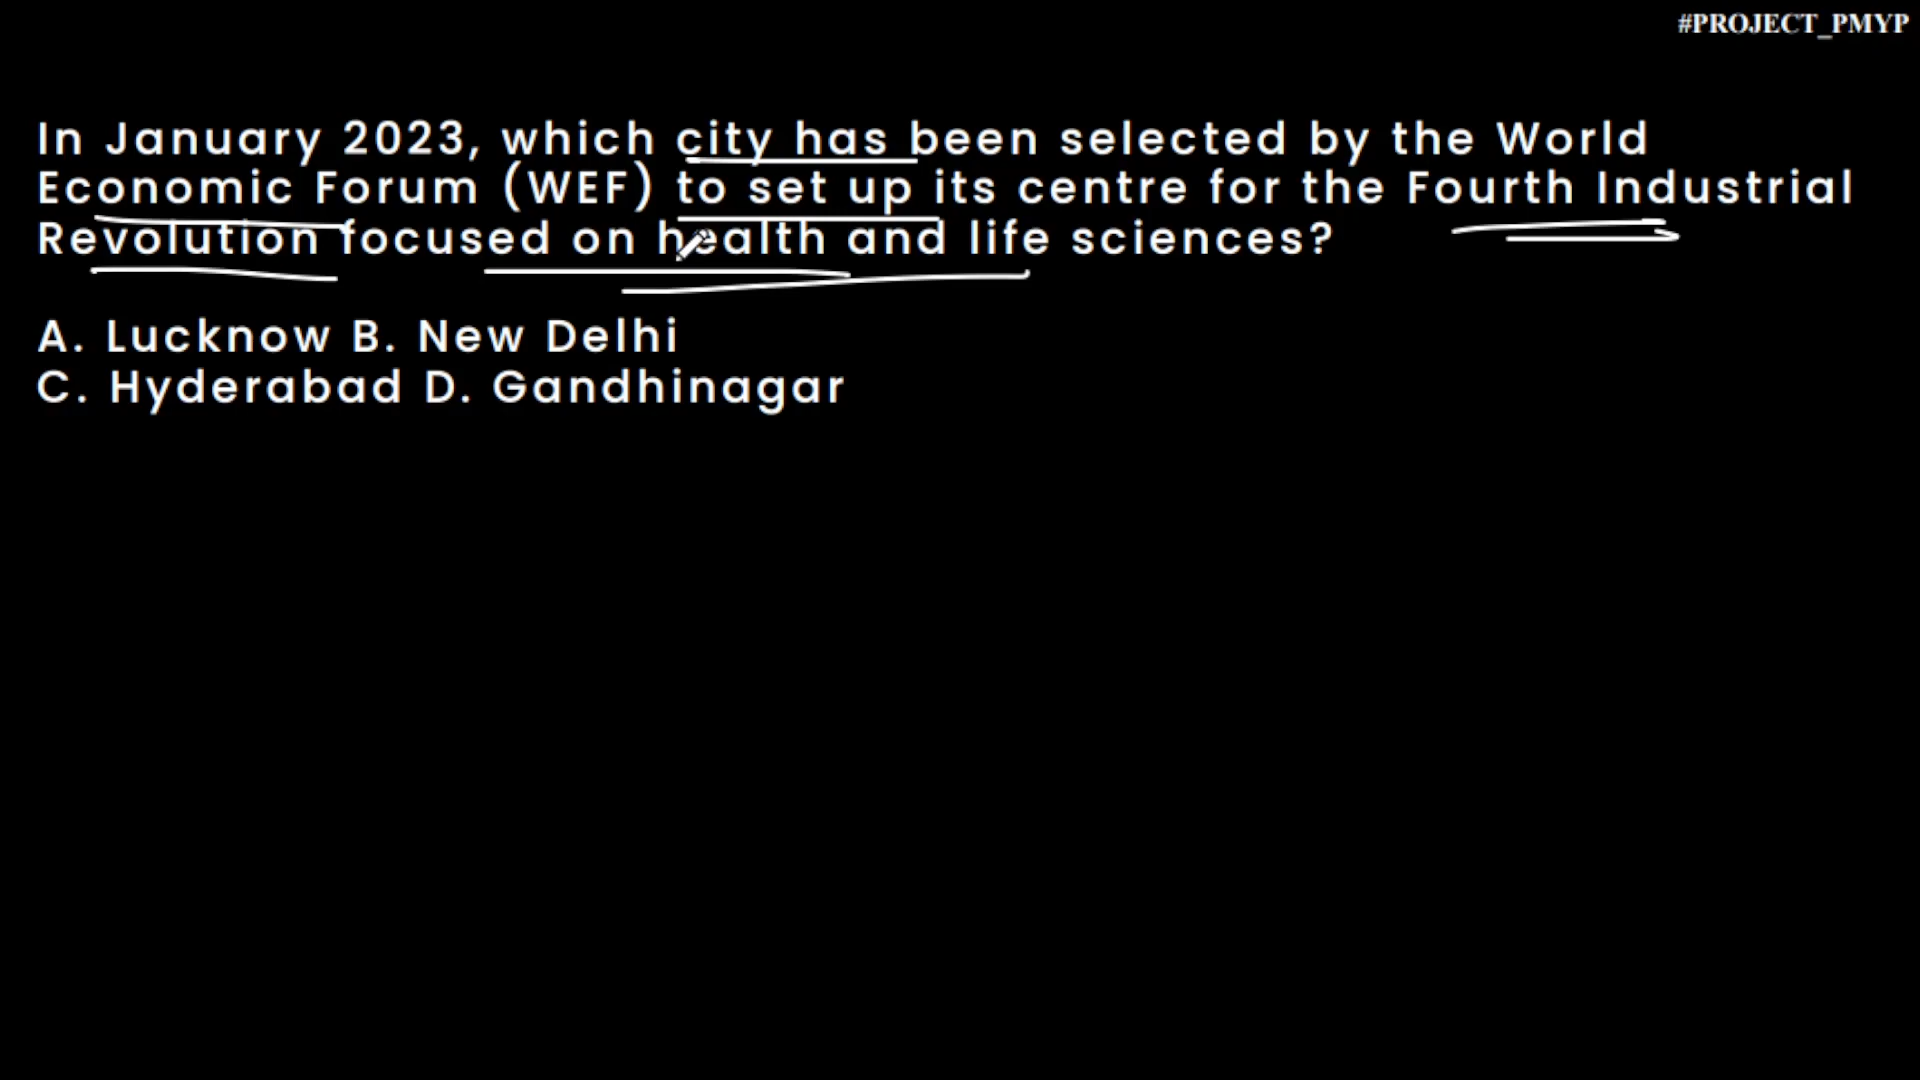 #PROJECT_PMYP
In January 2023, which city has been selected by the World
Economic Forum (WEF) to set up its centre for the Fourth Industrial
Revolution focused on health and life sciences?
A. Lucknow B. New Delhi
C. Hyderabad D. Gandhinagar